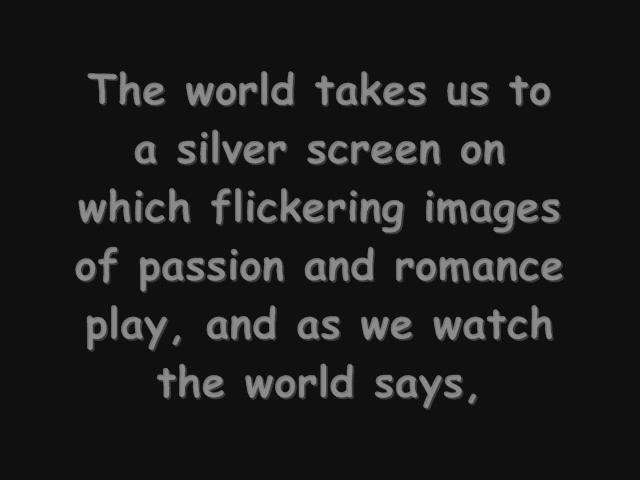 The world takes us to
a silver screen on
which flickering images
of passion and romance
play, and as we watch
the world says,